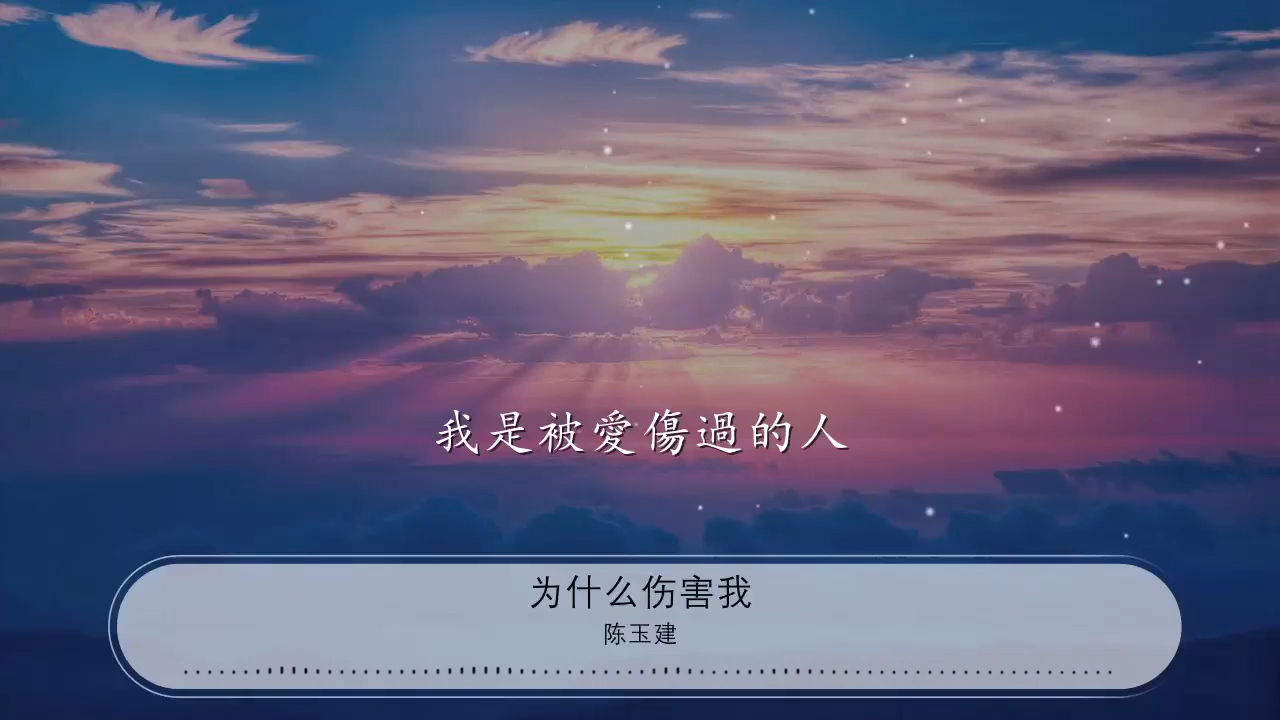 我是被愛傷過的人
为什么伤害我
陈玉建